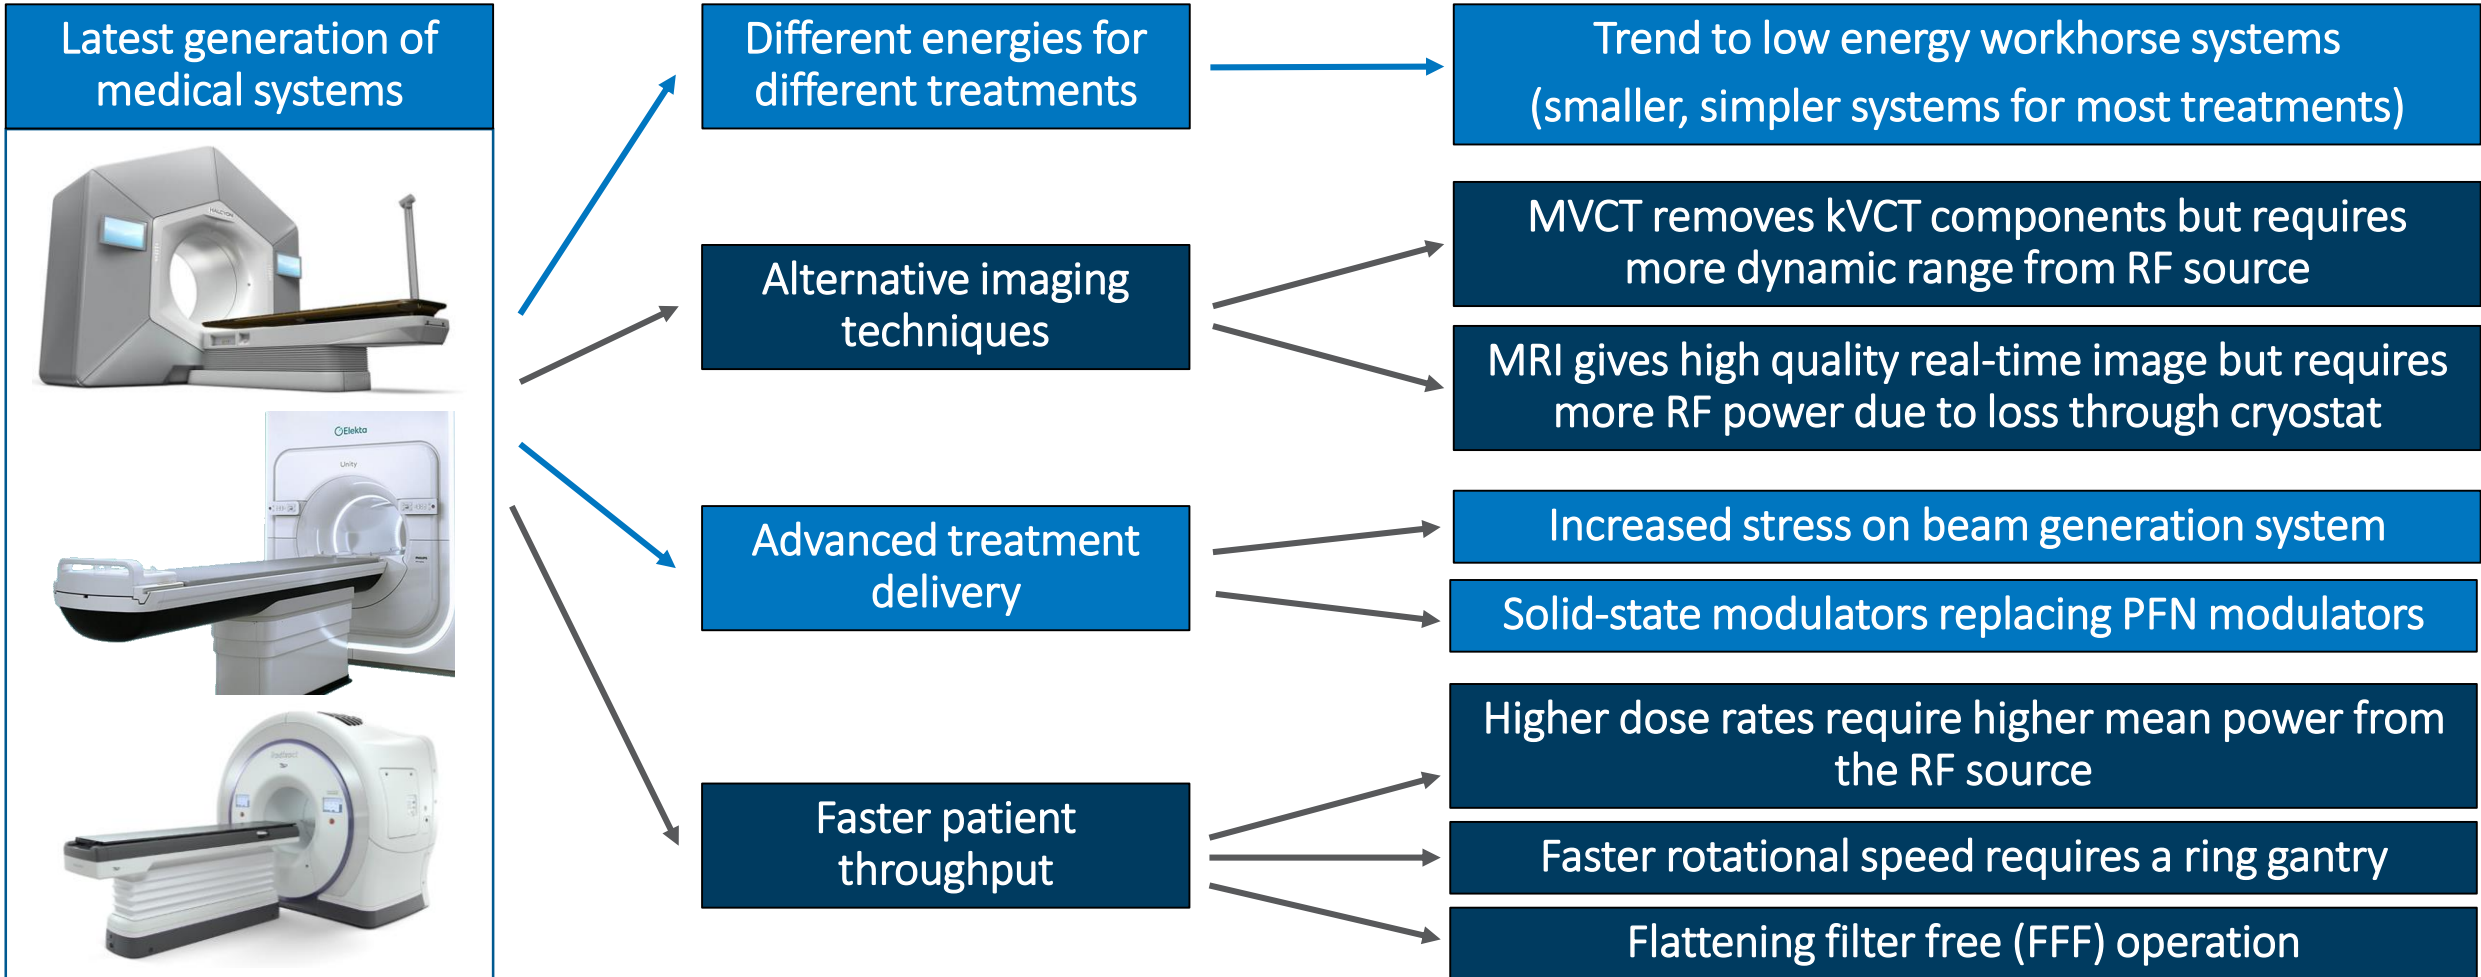 Latest generation of
medical systems
HALCYON
Elekta
Unity
Different energies for
different treatments
Alternative imaging
techniques
Advanced treatment
delivery
Faster patient
throughput
Trend to low energy workhorse systems
(smaller, simpler systems for most treatments)
MVCT removes kVCT components but requires
more dynamic range from RF source
MRI gives high quality real-time image but requires
more RF power due to loss through cryostat
Increased stress on beam generation system
Solid-state modulators replacing PFN modulators
Higher dose rates require higher mean power from
the RF source
Faster rotational speed requires a ring gantry
Flattening filter free (FFF) operation